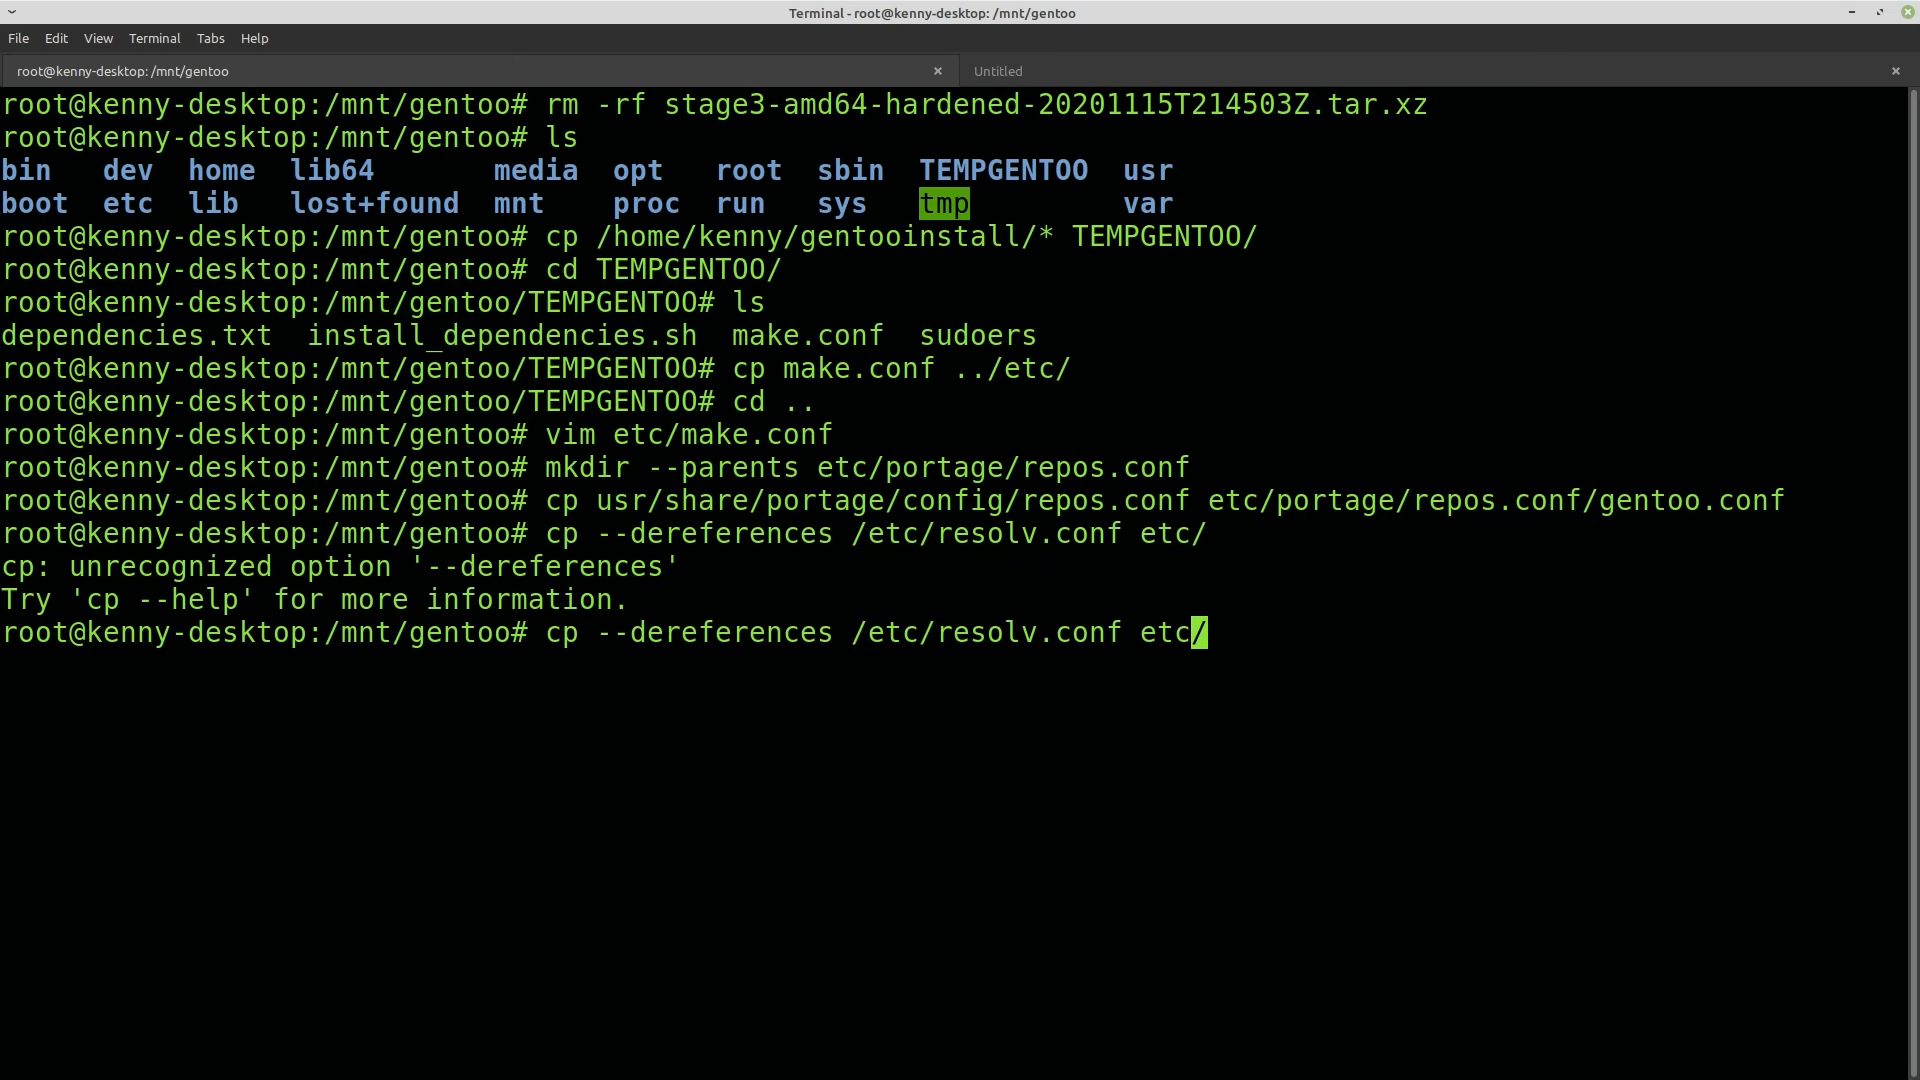 Terminal - root@kenny-desktop: /mnt/gentoo
File Edit View Terminal Tabs Help
root@kenny-desktop: /mnt/gentoo Untitled
root@kenny-desktop:/mnt/gentoo# rm -rf stage3-amd64-hardened-20201115T214503Z.tar.xz
root@kenny-desktop:/mnt/gentoo# ls
bin dev home lib64 media opt root sbin TEMPGENTOO usr
boot etc lib lost+found mnt proc run sys tmp var
root@kenny-desktop:/mnt/gentoo# cp /home/kenny/gentooinstall/* TEMPGENTOO/
root@kenny-desktop:/mnt/gentoo# cd TEMPGENTOO/
root@kenny-desktop:/mnt/gentoo/TEMPGENTOO# ls
dependencies.txt install_dependencies.sh make.conf sudoers
root@kenny-desktop:/mnt/gentoo/TEMPGENTOO# cp make.conf ../etc/
root@kenny-desktop:/mnt/gentoo/TEMPGENTOO# cd ..
root@kenny-desktop:/mnt/gentoo# vim etc/make.conf
root@kenny-desktop:/mnt/gentoo# mkdir --parents etc/portage/repos.conf
root@kenny-desktop:/mnt/gentoo# cp usr/share/portage/config/repos.conf etc/portage/repos.conf/gentoo.conf
root@kenny-desktop:/mnt/gentoo# cp --dereferences /etc/resolv.conf etc/
cp: unrecognized option '--dereferences'
Try 'cp --help' for more information.
root@kenny-desktop:/mnt/gentoo# cp --dereferences /etc/resolv.conf etc/